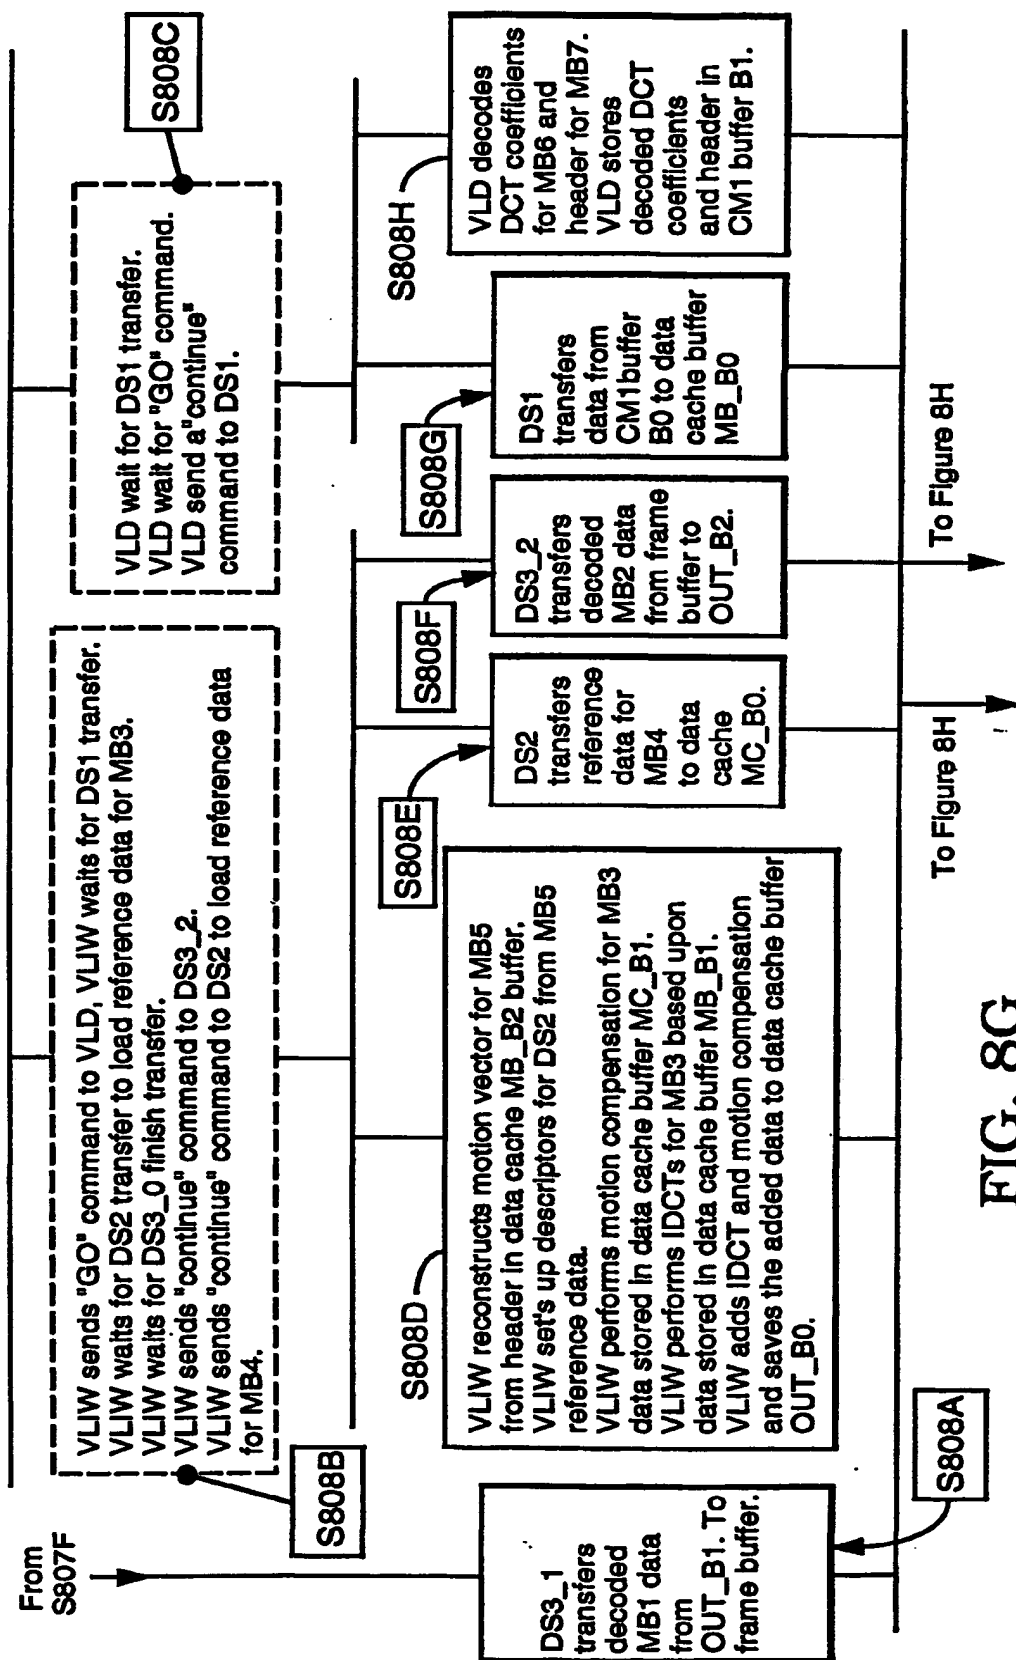 From
S807F
VLIW sends "GO" command to VLD, VLIW waits for DS1 transfer.
VLIW waits for DS2 transfer to load reference data for MB3.
VLIW waits for DS3_0 finish transfer.
VLIW sends "continue" command to DS3_2.
VLIW sends "continue" command to DS2 to load reference data
for MB4.
S808B
VLD wait for DS1 transfer.
VLD wait for "GO" command.
VLD send a"continue"
command to DS1.
S808C
DS3_1
transfers
decoded
MB1 data
from
OUT_B1. To
frame buffer.
S808A
S808D
VLIW reconstructs motion vector for MB5
from header in data cache MB_B2 buffer.
VLIW set's up descriptors for DS2 from MB5
reference data.
VLIW performs motion compensation for MB3
data stored in data cache buffer MC_B1.
VLIW performs IDCTs for MB3 based upon
data stored in data cache buffer MB_B1.
VLIW adds IDCT and motion compensation
and saves the added data to data cache buffer
OUT_B0.
S808E
DS2
transfers
reference
data for
MB4
to data
cache
MC_B0.
S808F
DS3_2
transfers
decoded
MB2 data
from frame
buffer to
OUT_B2.
S808G
DS1
transfers
data from
CM1buffer
B0 to data
cache buffer
MB_B0
S808H
VLD decodes
DCT coefficients
for MB6 and
header for MB7.
VLD stores
decoded DCT
coefficients
and header in
CM1 buffer B1.
To Figure 8H
To Figure 8H
FIG. 8G